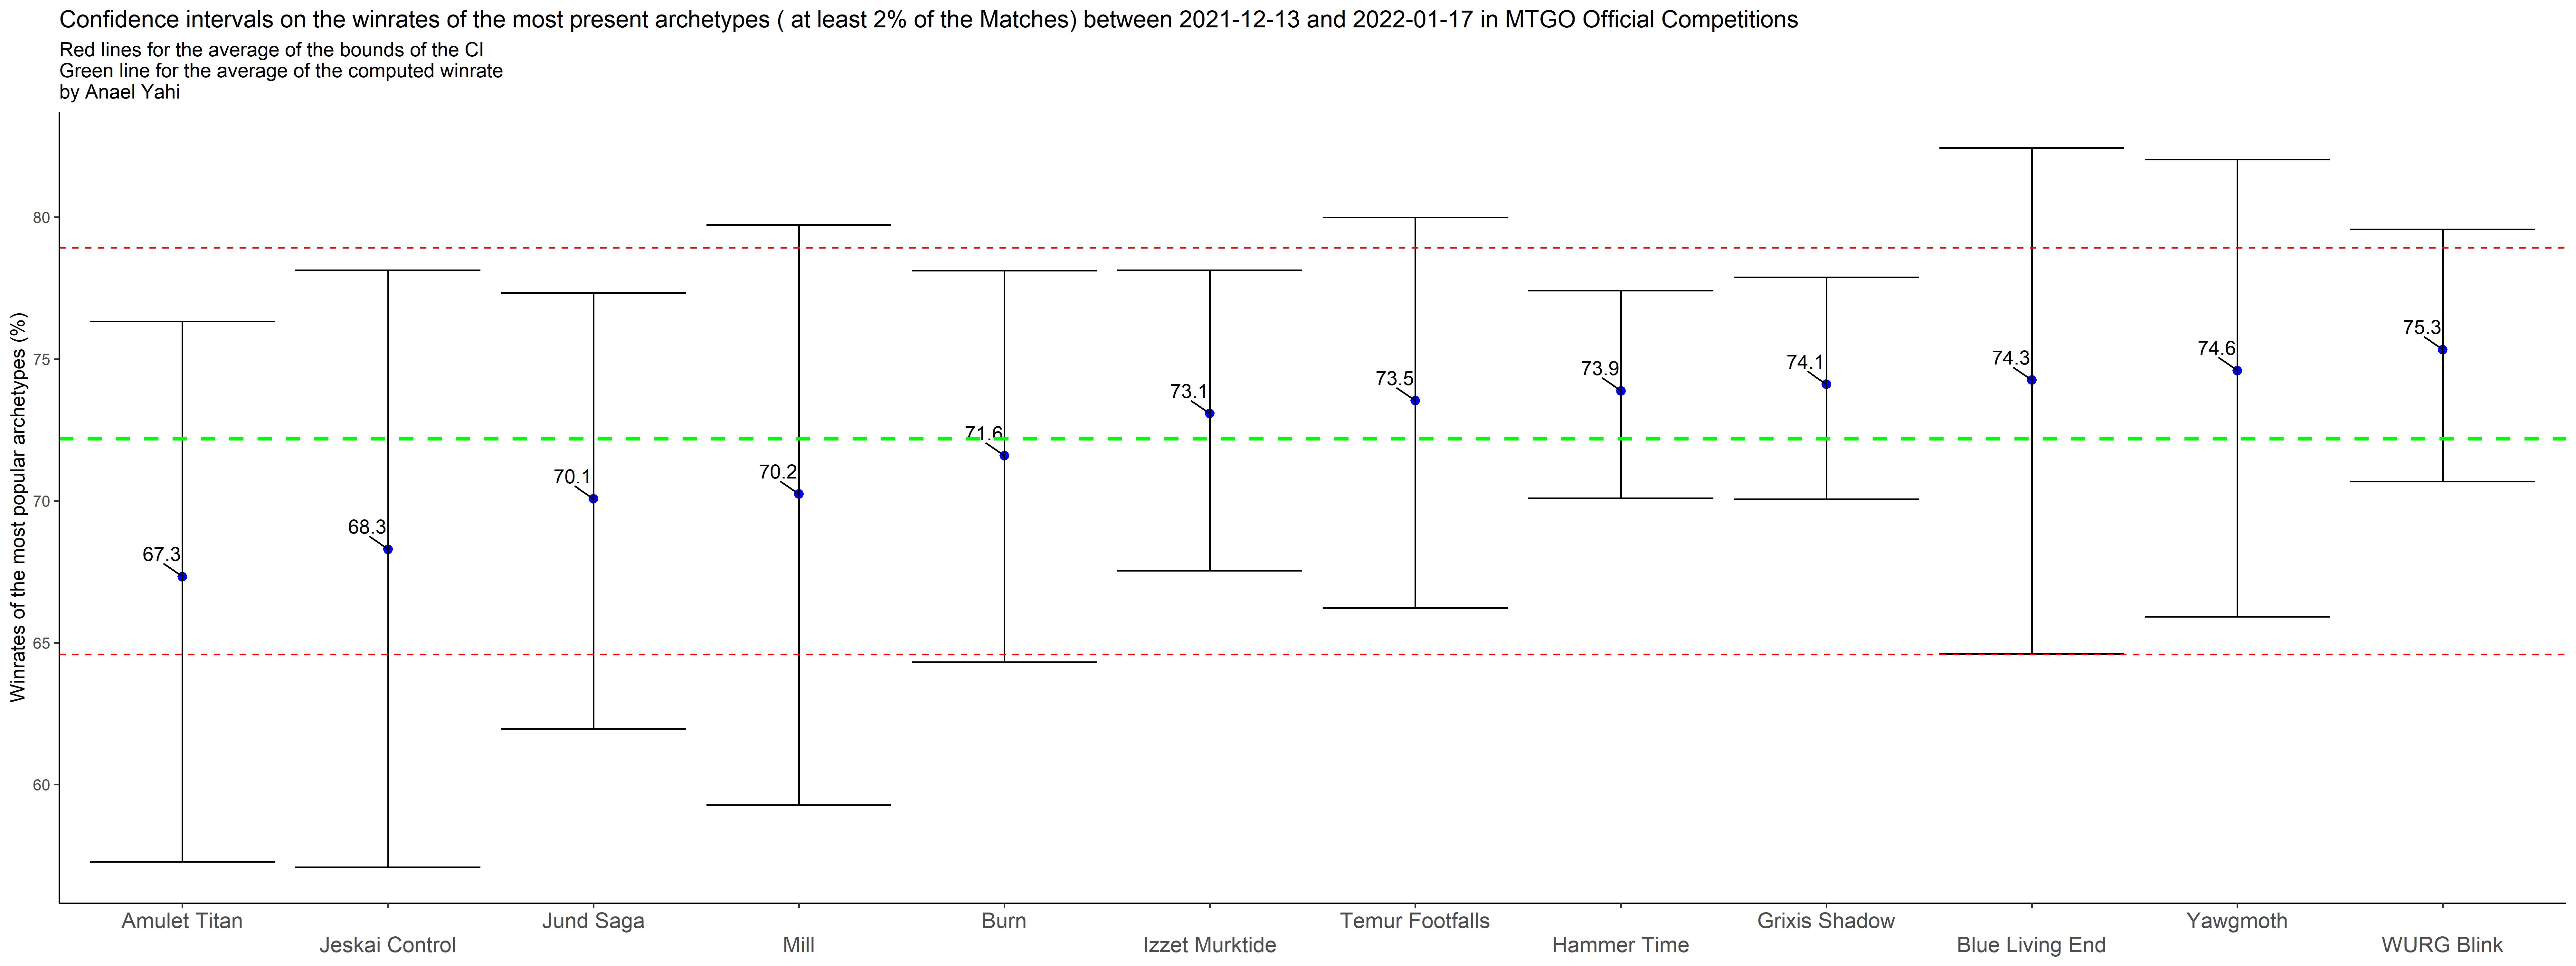 Confidence intervals on the winrates of the most present archetypes ( at least 2% of the Matches) between 2021-12-13 and 2022-01-17 in MTGO Official Competitions
Red lines for the average of the bounds of the CI
Green line for the average of the computed winrate
by Anael Yahi
Winrates of the most popular archetypes (%)
80
75
70
65
60
67.3
68.3
70.1
70.2
71.6
73.1
73.5
73.9
74.1
74.3
74.6
75.3
Amulet Titan
Jeskai Control
Jund Saga
Mill
Burn
Izzet Murktide
Temur Footfalls
Hammer Time
Grixis Shadow
Blue Living End
Yawgmoth
WURG Blink